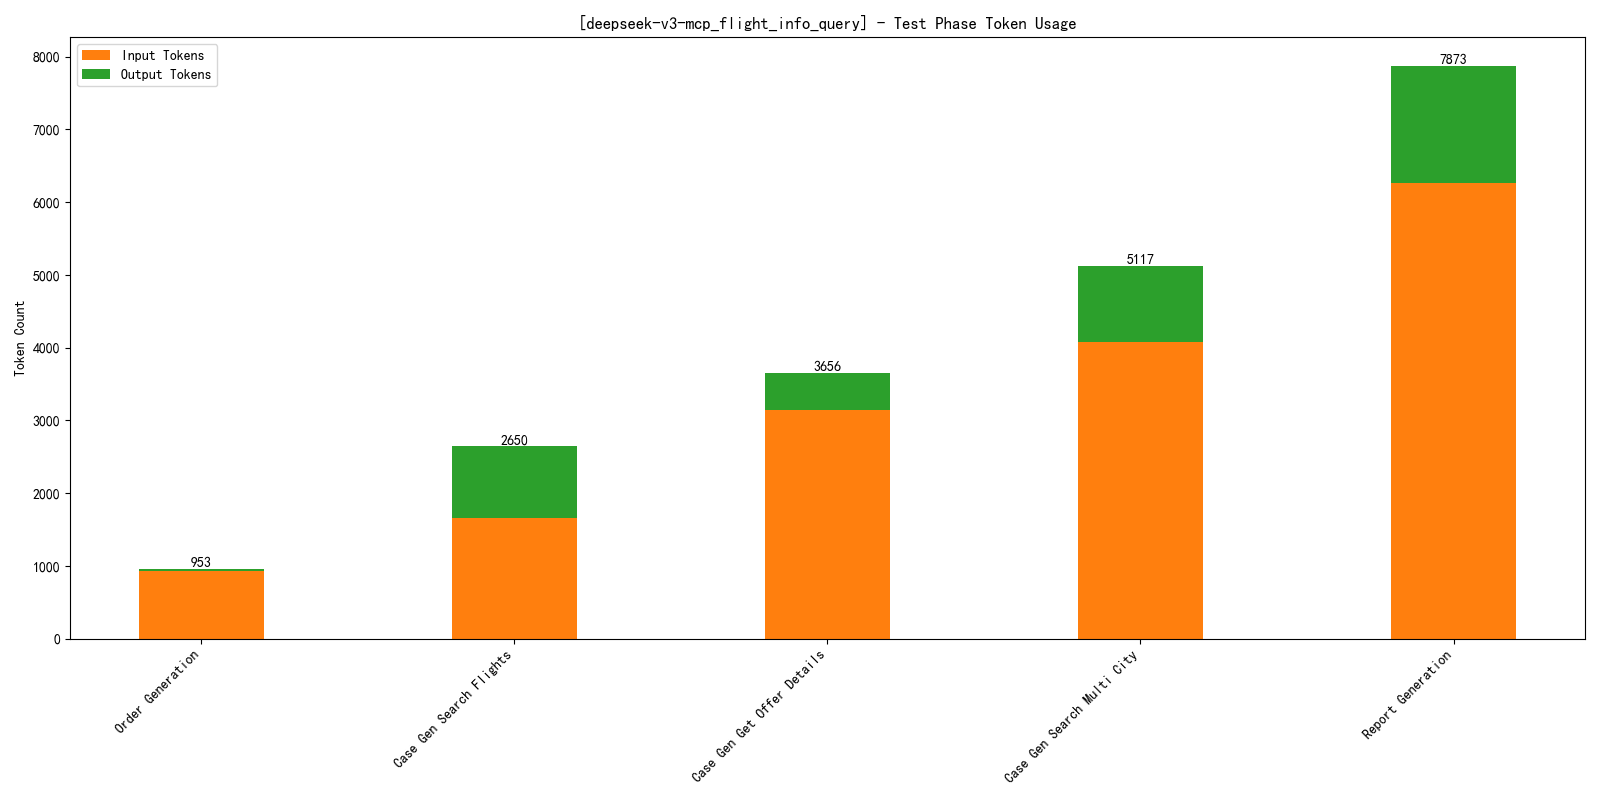 [deepseek-v3-mcp_flight_info_query] - Test Phase Token Usage
Input Tokens
Output Tokens
Token Count
8000
7000
6000
5000
4000
3000
2000
1000
0
953
2650
3656
5117
7873
Order Generation
Case Gen Search Flights
Case Gen Get Offer Details
Case Gen Search Multi City
Report Generation